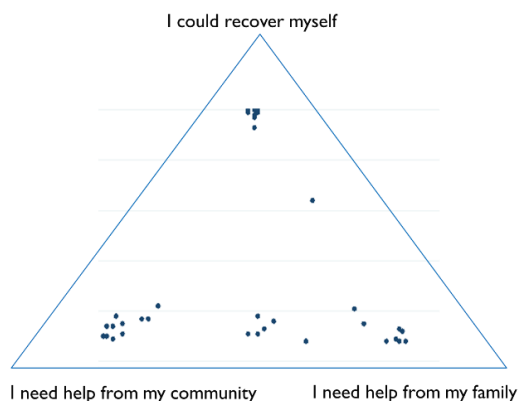 I could recover myself
I need help from my community
I need help from my family